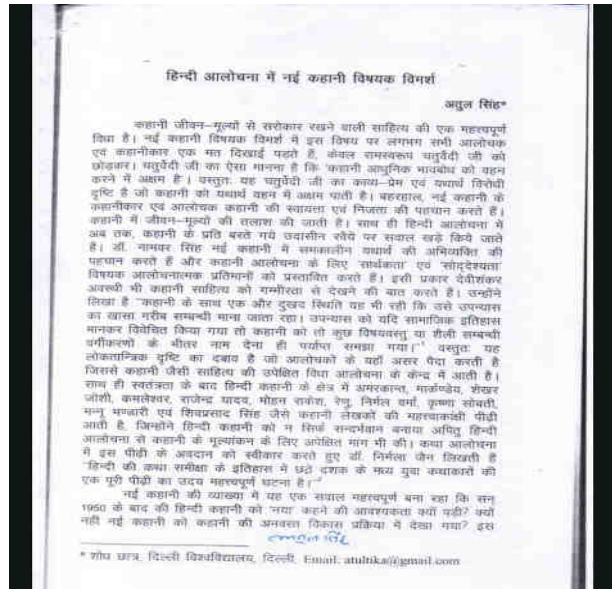 हिन्दी आलोचना में नई कहानी विषयक विमर्श
अतुल सिंह*
कहानी जीवन-मूल्यों से सरोकार रखने वाली साहित्य की एक महत्त्वपूर्ण
विधा है। नई कहानी विषयक विमर्श में इस विषय पर लगभग सभी आलोचक
एवं कहानीकार एक मत दिखाई पड़ते हैं, केवल रामस्वरूप चतुर्वेदी जी को
छोड़कर। चतुर्वेदी जी का ऐसा मानना है कि 'कहानी आधुनिक भावबोध को वहन
करने में अक्षम है'। वस्तुतः यह चतुर्वेदी जी का काव्य-प्रेम एवं यथार्थ विरोधी
दृष्टि है जो कहानी को यथार्थ वहन में अक्षम पाती है। बहरहाल, नई कहानी के
कहानीकार एवं आलोचक कहानी की स्वायत्ता एवं निजता की पहचान करते हैं।
कहानी में जीवन-मूल्यों की तलाश की जाती है। साथ ही हिन्दी आलोचना में
अब तक, कहानी के प्रति बरते गये उदासीन रवैये पर सवाल खड़े किये जाते
हैं। डॉ. नामवर सिंह नई कहानी में समकालीन यथार्थ की अभिव्यक्ति की
पहचान करते हैं और कहानी आलोचना के लिए 'सार्थकता' एवं 'सोद्देश्यता'
विषयक आलोचनात्मक प्रतिमानों को प्रस्तावित करते हैं। इसी प्रकार देवीशंकर
अवस्थी भी कहानी साहित्य को गम्भीरता से देखने की बात करते हैं। उन्होंने
लिखा है "कहानी के साथ एक और दुखद स्थिति यह भी रही कि उसे उपन्यास
का खासा गरीब सम्बन्धी माना जाता रहा। उपन्यास को यदि सामाजिक इतिहास
मानकर विवेचित किया गया तो कहानी को तो कुछ विषयवस्तु या शैली सम्बन्धी
वर्गीकरणों के भीतर नाम देना ही पर्याप्त समझा गया।" वस्तुतः यह
लोकतान्त्रिक दृष्टि का दबाव है जो आलोचकों के यहाँ असर पैदा करती है
जिससे कहानी जैसी साहित्य की उपेक्षित विधा आलोचना के केन्द्र में आती है।
साथ ही स्वतंत्रता के बाद हिन्दी कहानी के क्षेत्र में अमरकान्त, मार्कण्डेय, शेखर
जोशी, कमलेश्वर, राजेन्द्र यादव, मोहन राकेश, रेणु, निर्मल वर्मा, कृष्णा सोबती,
मन्नू भण्डारी एवं शिवप्रसाद सिंह जैसे कहानी लेखकों की महत्त्वाकांक्षी पीढ़ी
आती है, जिन्होंने हिन्दी कहानी को न सिर्फ सन्दर्भवान बनाया अपितु हिन्दी
आलोचना से कहानी के मूल्यांकन के लिए अपेक्षित मांग भी की। कथा आलोचना
में इस पीढ़ी के अवदान को स्वीकार करते हुए डॉ. निर्मला जैन लिखती हैं
"हिन्दी की कथा समीक्षा के इतिहास में छठे दशक के मध्य युवा कथाकारों की
एक पूरी पीढ़ी का उदय महत्त्वपूर्ण घटना है।"
नई कहानी की व्याख्या में यह एक सवाल महत्त्वपूर्ण बना रहा कि सन्
1950 के बाद की हिन्दी कहानी को 'नया' कहने की आवश्यकता क्यों पड़ी? क्यों
नहीं नई कहानी को कहानी की अनवरत विकास प्रक्रिया में देखा गया? इस
अतुल सिंह
* शोध छात्र, दिल्ली विश्वविद्यालय, दिल्ली, Email: atultika@gmail.com